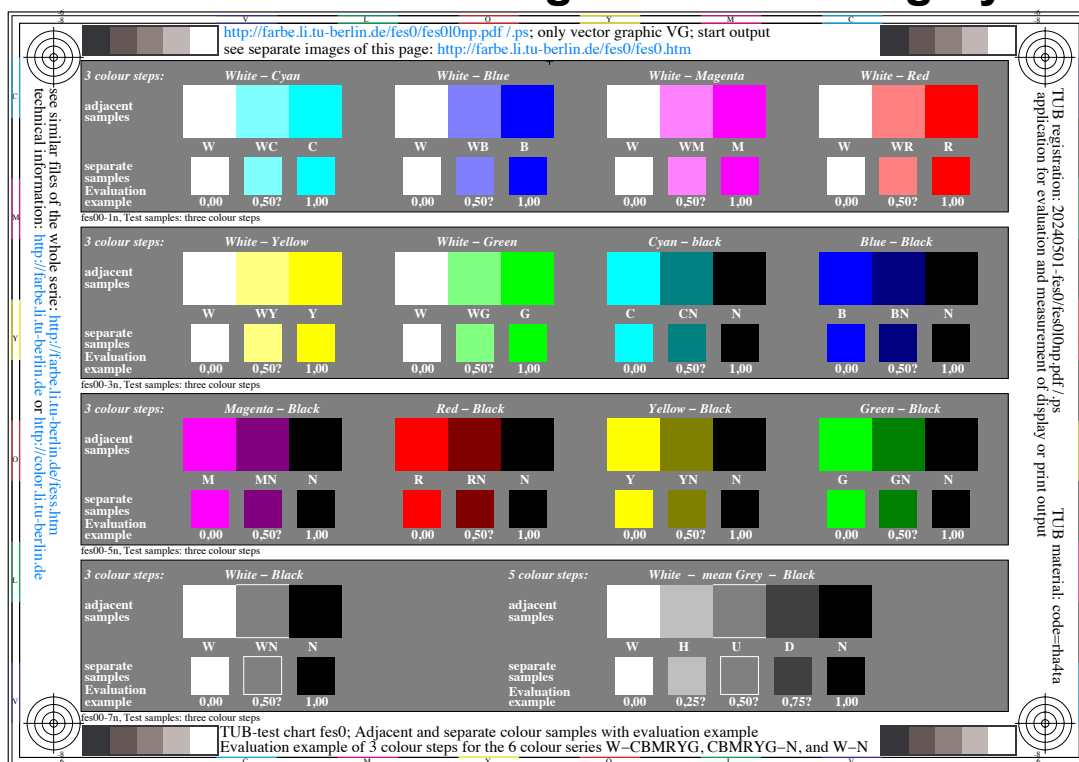 http://farbe.li.tu-berlin.de/fes0/fes0l0np.pdf /.ps; only vector graphic VG; start output
see separate images of this page: http://farbe.li.tu-berlin.de/fes0/fes0.htm
3 colour steps: White – Cyan White – Blue White – Magenta White – Red
adjacent
samples
W WC C W WB B W WM M W WR R
separate
samples
Evaluation
example 0,00 0,50? 1,00 0,00 0,50? 1,00 0,00 0,50? 1,00 0,00 0,50? 1,00
fes00-1n, Test samples: three colour steps
3 colour steps: White – Yellow White – Green Cyan – black Blue – Black
adjacent
samples
W WY Y W WG G C CN N B BN N
separate
samples
Evaluation
example 0,00 0,50? 1,00 0,00 0,50? 1,00 0,00 0,50? 1,00 0,00 0,50? 1,00
fes00-3n, Test samples: three colour steps
3 colour steps: Magenta – Black Red – Black Yellow – Black Green – Black
adjacent
samples
M MN N R RN N Y YN N G GN N
separate
samples
Evaluation
example 0,00 0,50? 1,00 0,00 0,50? 1,00 0,00 0,50? 1,00 0,00 0,50? 1,00
fes00-5n, Test samples: three colour steps
3 colour steps: White – Black 5 colour steps: White – mean Grey – Black
adjacent
samples
adjacent
samples
W WN N W H U D N
separate
samples
Evaluation
example 0,00 0,50? 1,00
separate
samples
Evaluation
example 0,00 0,25? 0,50? 0,75? 1,00
fes00-7n, Test samples: three colour steps
TUB-test chart fes0; Adjacent and separate colour samples with evaluation example
Evaluation example of 3 colour steps for the 6 colour series W–CBMRYG, CBMRYG–N, and W–N
see similar files of the whole serie: http://farbe.li.tu-berlin.de/fess.htm
technical information: http://farbe.li.tu-berlin.de or http://color.li.tu-berlin.de
TUB registration: 20240501-fes0/fes0l0np.pdf /.ps TUB material: code=rha4ta
application for evaluation and measurement of display or print output